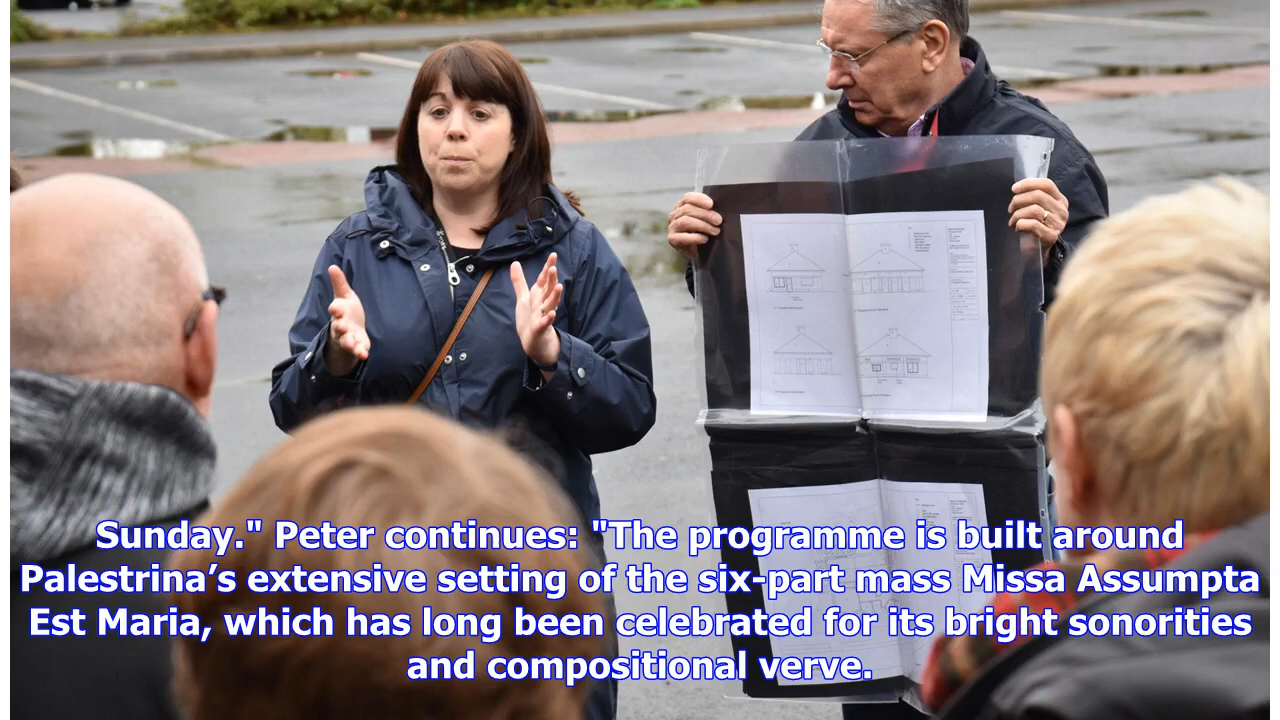 Sunday." Peter continues: "The programme is built around
Palestrina’s extensive setting of the six-part mass Missa Assumpta
Est Maria, which has long been celebrated for its bright sonorities
and compositional verve.